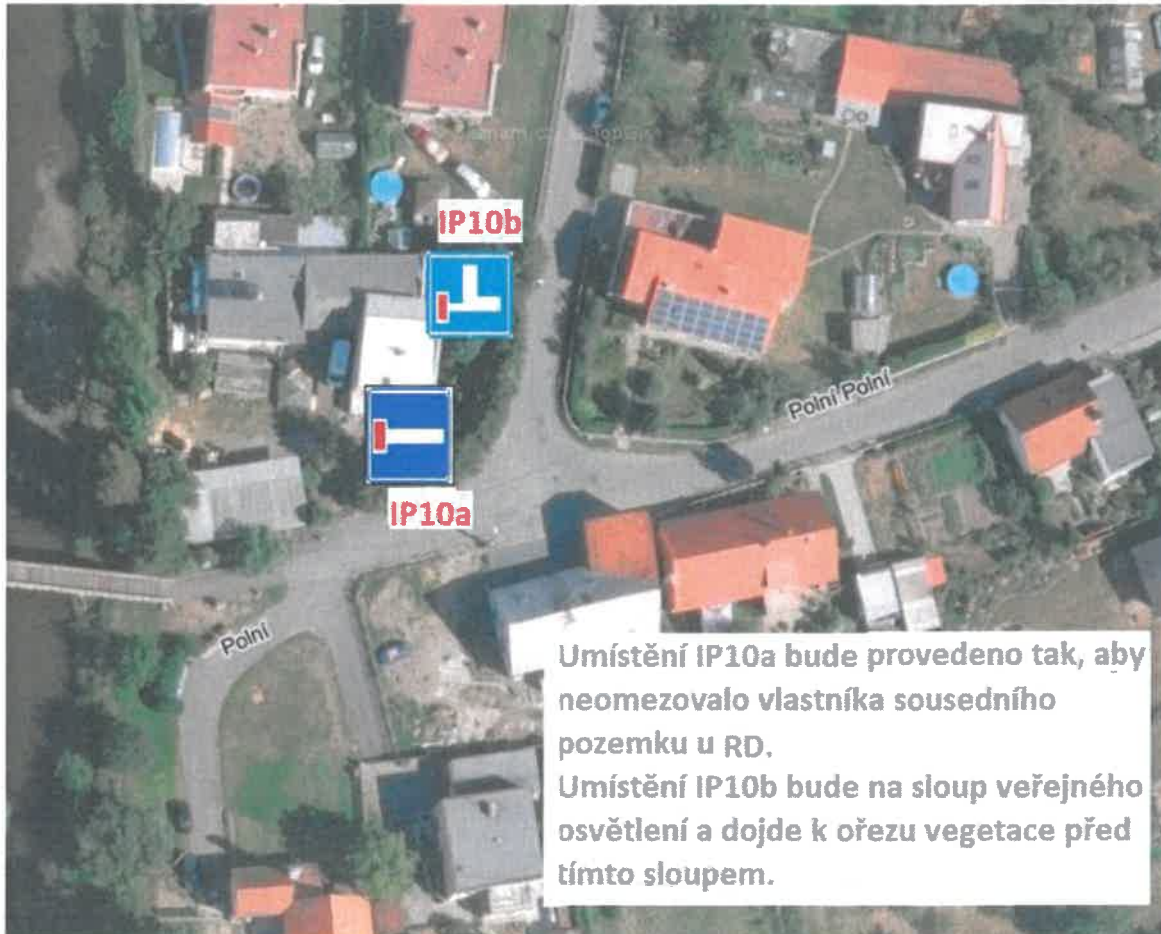 IP10b
IP10a
Polní Polní
Polní
Umístění IP10a bude provedeno tak, aby
neomezovalo vlastníka sousedního
pozemku u RD.
Umístění IP10b bude na sloup veřejného
osvětlení a dojde k ořezu vegetace před
tímto sloupem.